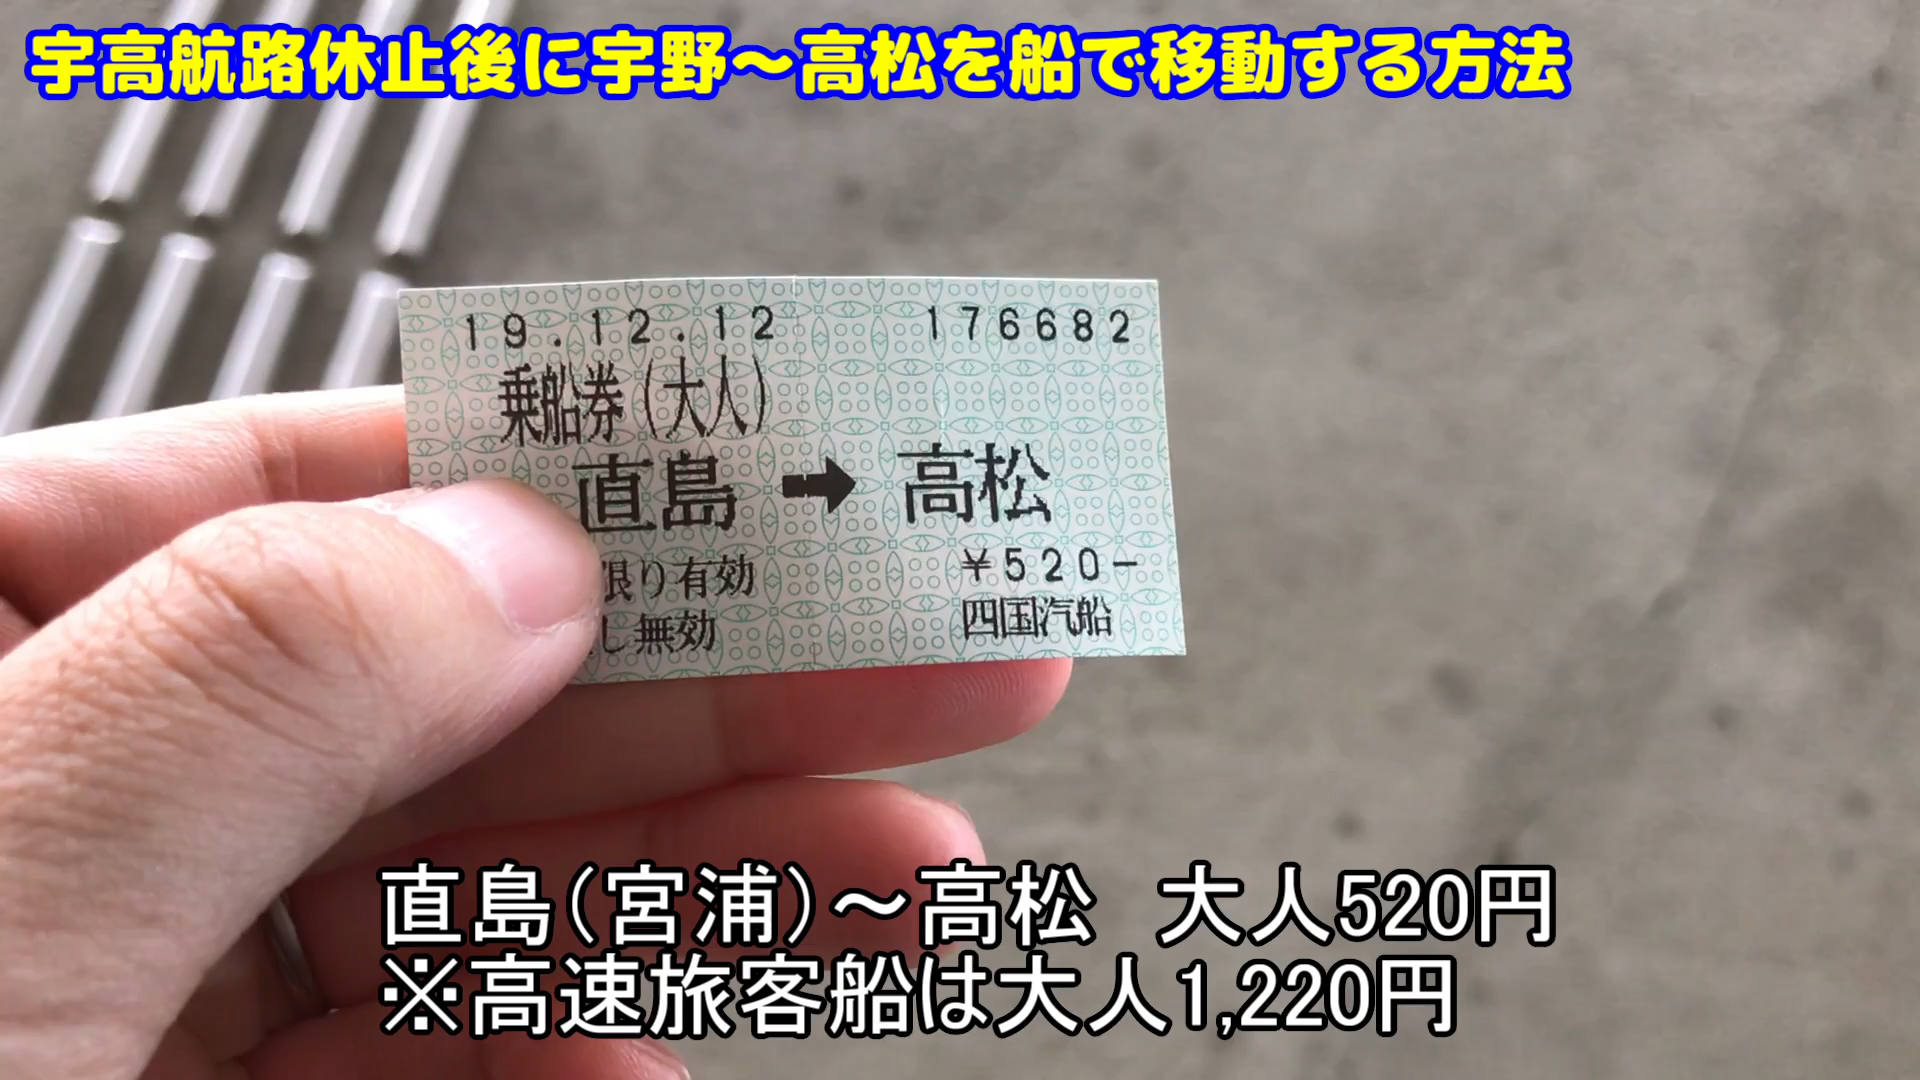 宇高航路休止後に宇野～高松を船で移動する方法
19.12.12 176682
乗船券(大人)
直島➡高松
限り有効 ¥520-
し無効 四国汽船
直島(宮浦)～高松 大人520円
※高速旅客船は大人1,220円